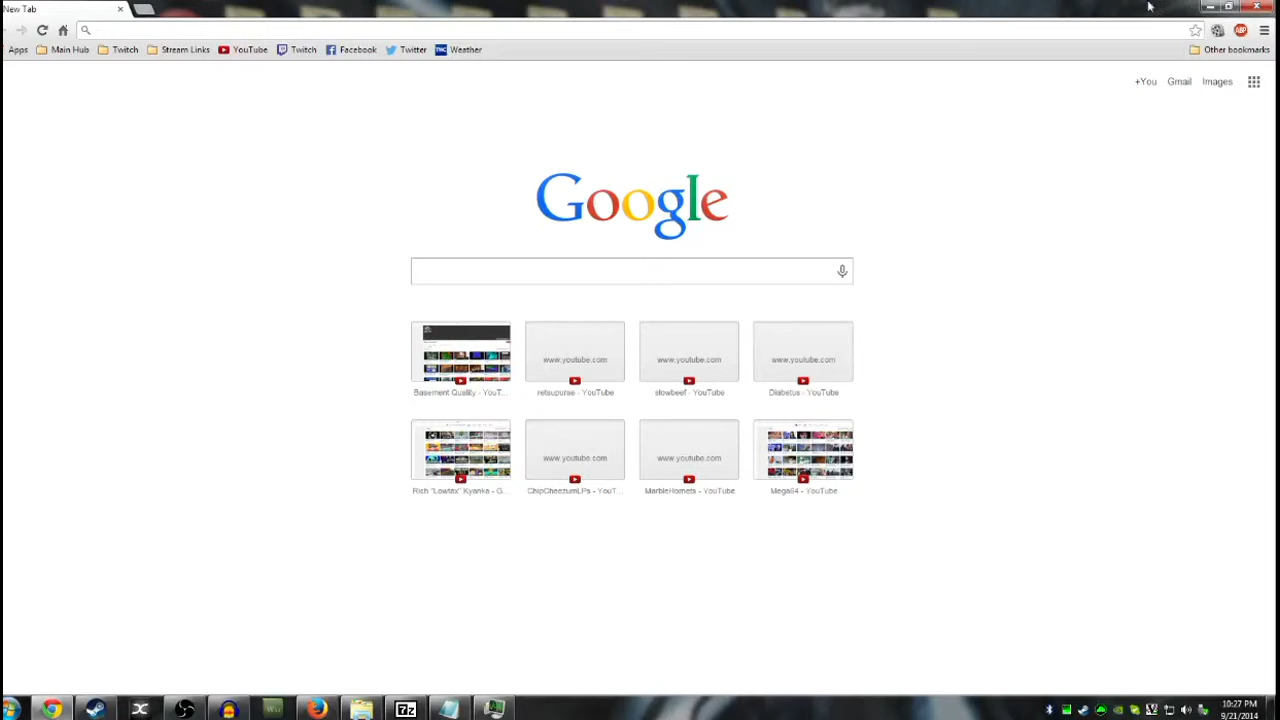 New Tab
Apps Main Hub Twitch Stream Links YouTube Twitch Facebook Twitter Weather Other bookmarks
+You Gmail Images
Google
www.youtube.com www.youtube.com www.youtube.com
Basement Quality - YouT... retsupurae - YouTube slowbeef - YouTube Diabetus - YouTube
www.youtube.com www.youtube.com
Rich "Lowtax" Kyanka - G... ChipCheezumLPs - YouT... MarbleHornets - YouTube Mega64 - YouTube
10:27 PM
9/21/2014